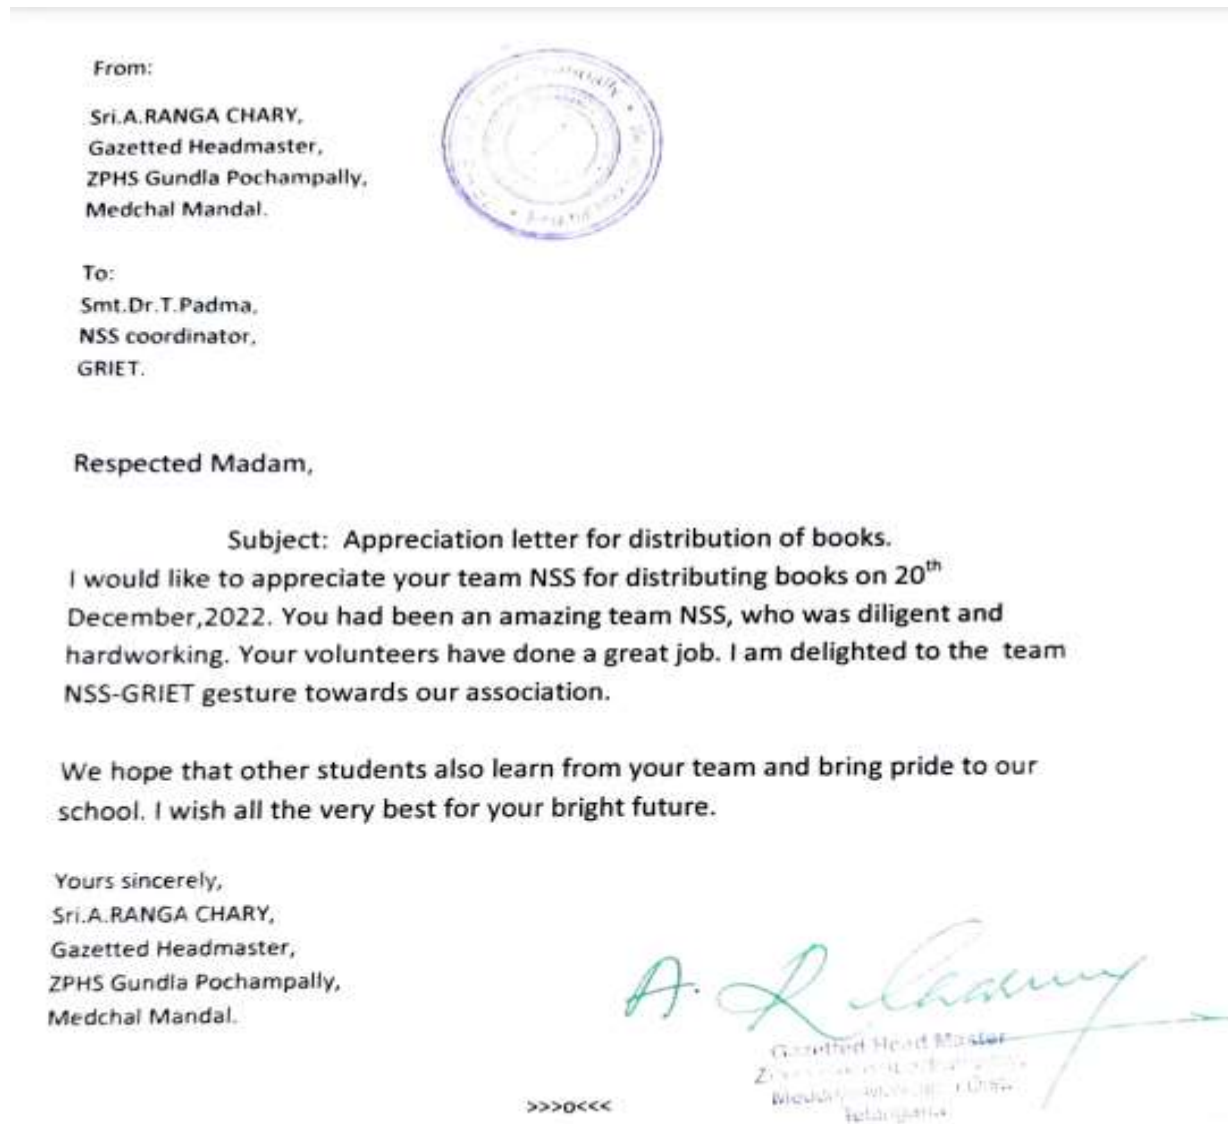 From:
Sri.A.RANGA CHARY,
Gazetted Headmaster,
ZPHS Gundla Pochampally,
Medchal Mandal.
To:
Smt.Dr.T.Padma,
NSS coordinator,
GRIET.
Respected Madam,
Subject: Appreciation letter for distribution of books.
I would like to appreciate your team NSS for distributing books on 20th
December,2022. You had been an amazing team NSS, who was diligent and
hardworking. Your volunteers have done a great job. I am delighted to the team
NSS-GRIET gesture towards our association.
We hope that other students also learn from your team and bring pride to our
school. I wish all the very best for your bright future.
Yours sincerely,
Sri.A.RANGA CHARY,
Gazetted Headmaster,
ZPHS Gundla Pochampally,
Medchal Mandal.
A. R
Gazetted Head Master
Telangana
>>>o<<<